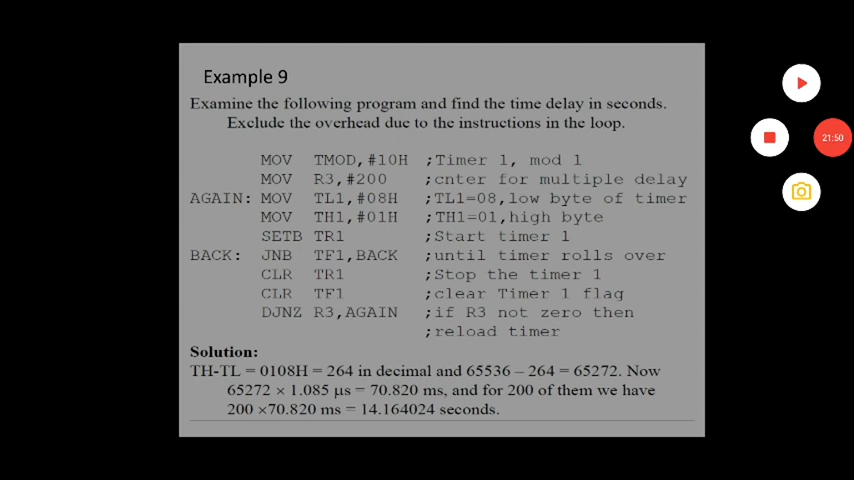 Example 9
Examine the following program and find the time delay in seconds.
Exclude the overhead due to the instructions in the loop.
MOV TMOD,#10H ;Timer 1, mod 1
MOV R3,#200 ;cnter for multiple delay
AGAIN: MOV TL1,#08H ;TL1=08,low byte of timer
MOV TH1,#01H ;TH1=01,high byte
SETB TR1 ;Start timer 1
BACK: JNB TF1,BACK ;until timer rolls over
CLR TR1 ;Stop the timer 1
CLR TF1 ;clear Timer 1 flag
DJNZ R3,AGAIN ;if R3 not zero then
;reload timer
Solution:
TH-TL = 0108H = 264 in decimal and 65536 – 264 = 65272. Now
65272 × 1.085 μs = 70.820 ms, and for 200 of them we have
200 ×70.820 ms = 14.164024 seconds.
21:50